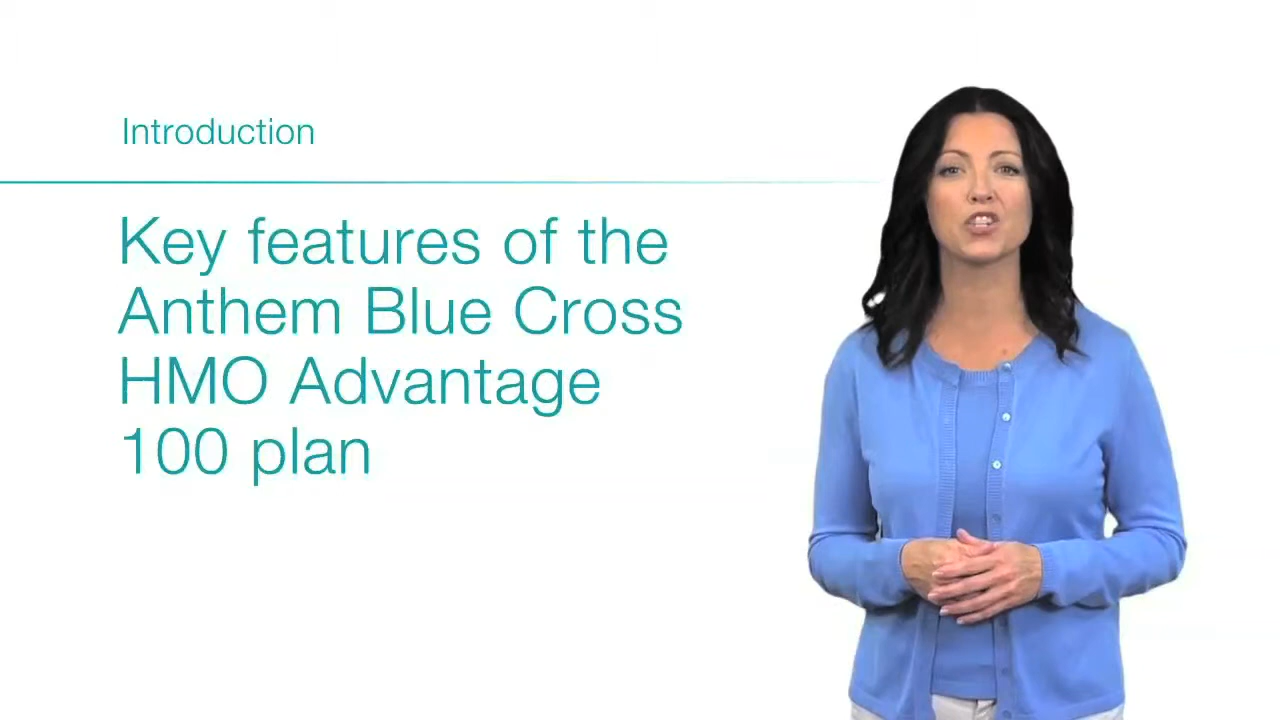 Introduction
Key features of the
Anthem Blue Cross
HMO Advantage
100 plan